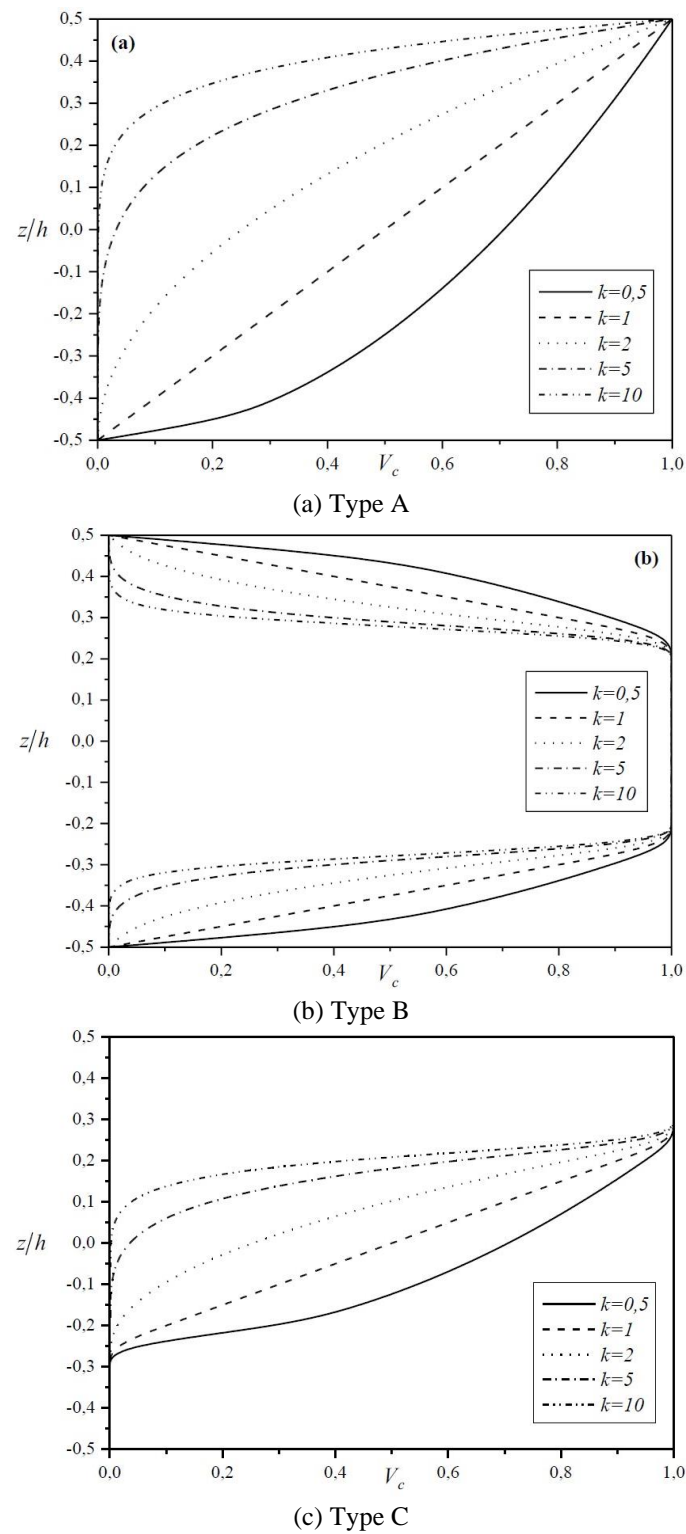 0,5
(a)
0,4
0,3
0,2
0,1
z/h
0,0
-0,1
-0,2
-0,3
-0,4
-0,5
k=0,5
k=1
k=2
k=5
k=10
0,0 0,2 0,4 0,6 0,8 1,0
V_c
(a) Type A
0,5
(b)
0,4
0,3
0,2
0,1
z/h
0,0
-0,1
-0,2
-0,3
-0,4
-0,5
k=0,5
k=1
k=2
k=5
k=10
0,0 0,2 0,4 0,6 0,8 1,0
V_c
(b) Type B
0,5
0,4
0,3
0,2
0,1
z/h
0,0
-0,1
-0,2
-0,3
-0,4
-0,5
k=0,5
k=1
k=2
k=5
k=10
0,0 0,2 0,4 0,6 0,8 1,0
V_c
(c) Type C